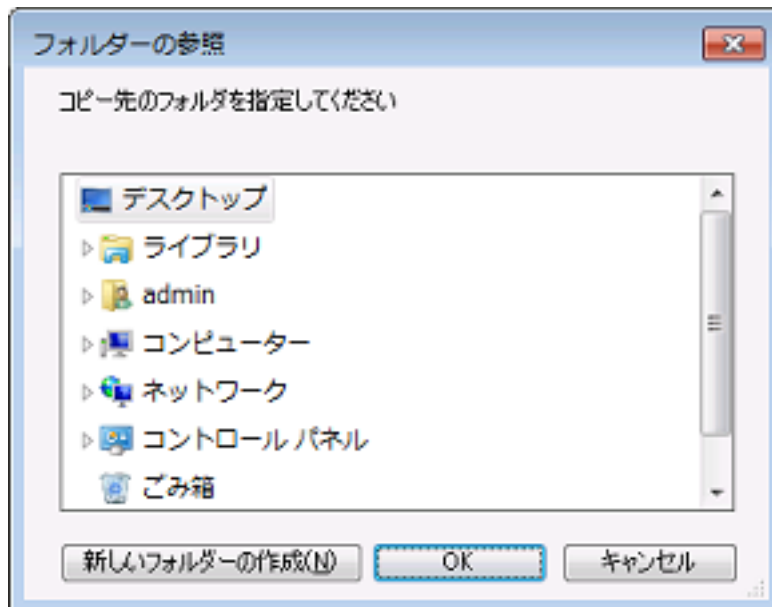 フォルダーの参照
コピー先のフォルダを指定してください
デスクトップ
ライブラリ
admin
コンピューター
ネットワーク
コントロール パネル
ごみ箱
新しいフォルダーの作成(N)
OK
キャンセル